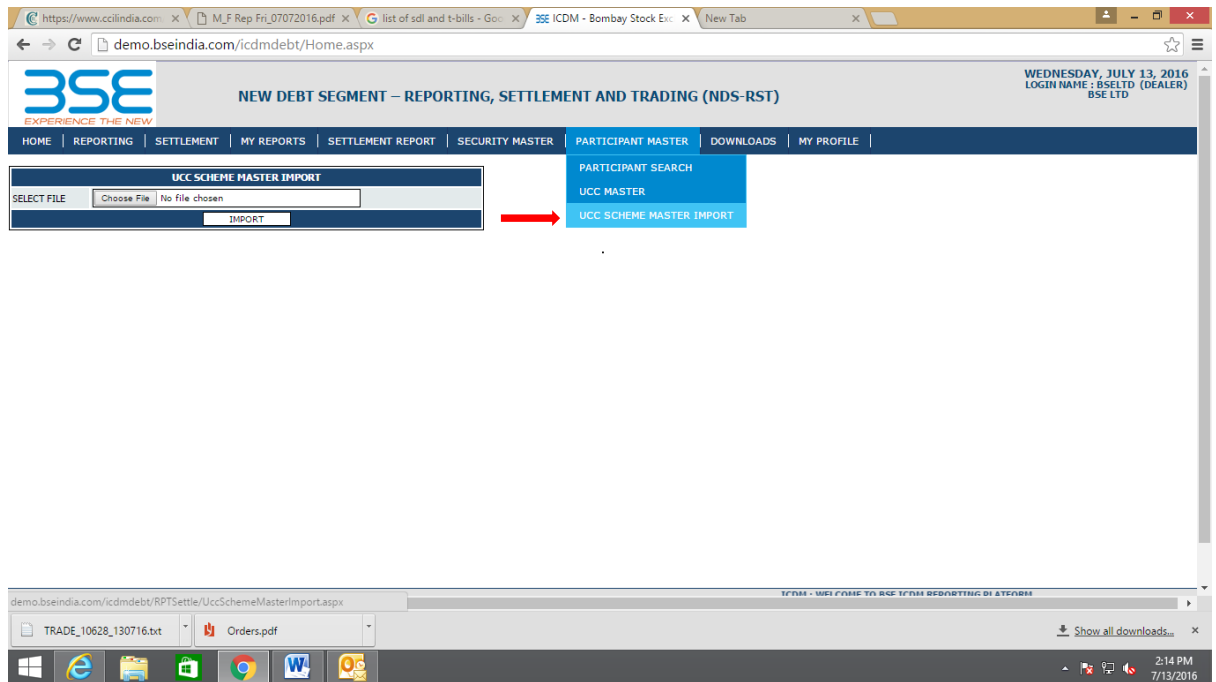 https://www.ccilindia.com
M_F Rep Fri_07072016.pdf
list of sdl and t-bills - Goo
ICDM - Bombay Stock Exc
New Tab
demo.bseindia.com/icdmdebt/Home.aspx
BSE
EXPERIENCE THE NEW
NEW DEBT SEGMENT – REPORTING, SETTLEMENT AND TRADING (NDS-RST)
WEDNESDAY, JULY 13, 2016
LOGIN NAME : BSELTD (DEALER)
BSE LTD
HOME | REPORTING | SETTLEMENT | MY REPORTS | SETTLEMENT REPORT | SECURITY MASTER | PARTICIPANT MASTER | DOWNLOADS | MY PROFILE |
PARTICIPANT SEARCH
UCC MASTER
UCC SCHEME MASTER IMPORT
UCC SCHEME MASTER IMPORT
SELECT FILE Choose File No file chosen
IMPORT
.
ICDM - WELCOME TO BSE ICDM REPORTING PLATFORM
demo.bseindia.com/icdmdebt/RPTSettle/UccSchemeMasterImport.aspx
TRADE_10628_130716.txt
Orders.pdf
Show all downloads...
2:14 PM
7/13/2016